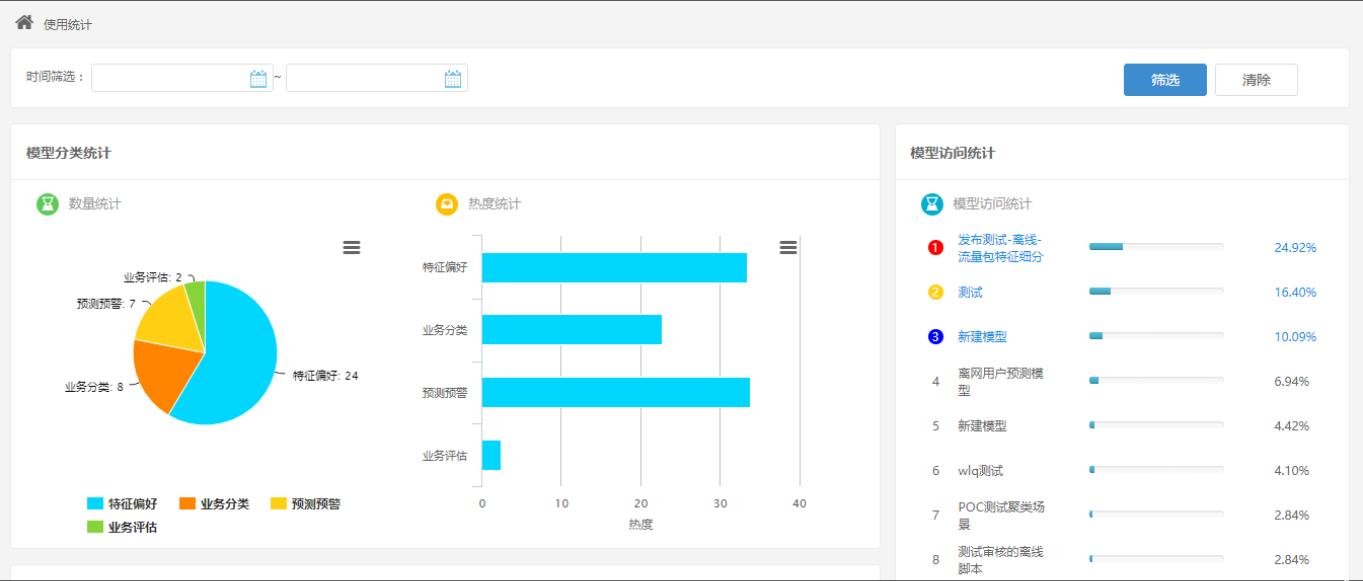 使用统计
时间筛选：
~
筛选
清除
模型分类统计
数量统计
热度统计
业务评估: 2
预测预警: 7
业务分类: 8
特征偏好: 24
特征偏好
业务分类
预测预警
业务评估
特征偏好
业务分类
预测预警
业务评估
0
10
20
30
40
热度
模型访问统计
模型访问统计
1
发布测试-离线-
流量包特征细分
24.92%
2
测试
16.40%
3
新建模型
10.09%
4
离网用户预测模
型
6.94%
5
新建模型
4.42%
6
wlq测试
4.10%
7
POC测试聚类场
景
2.84%
8
测试审核的离线
脚本
2.84%